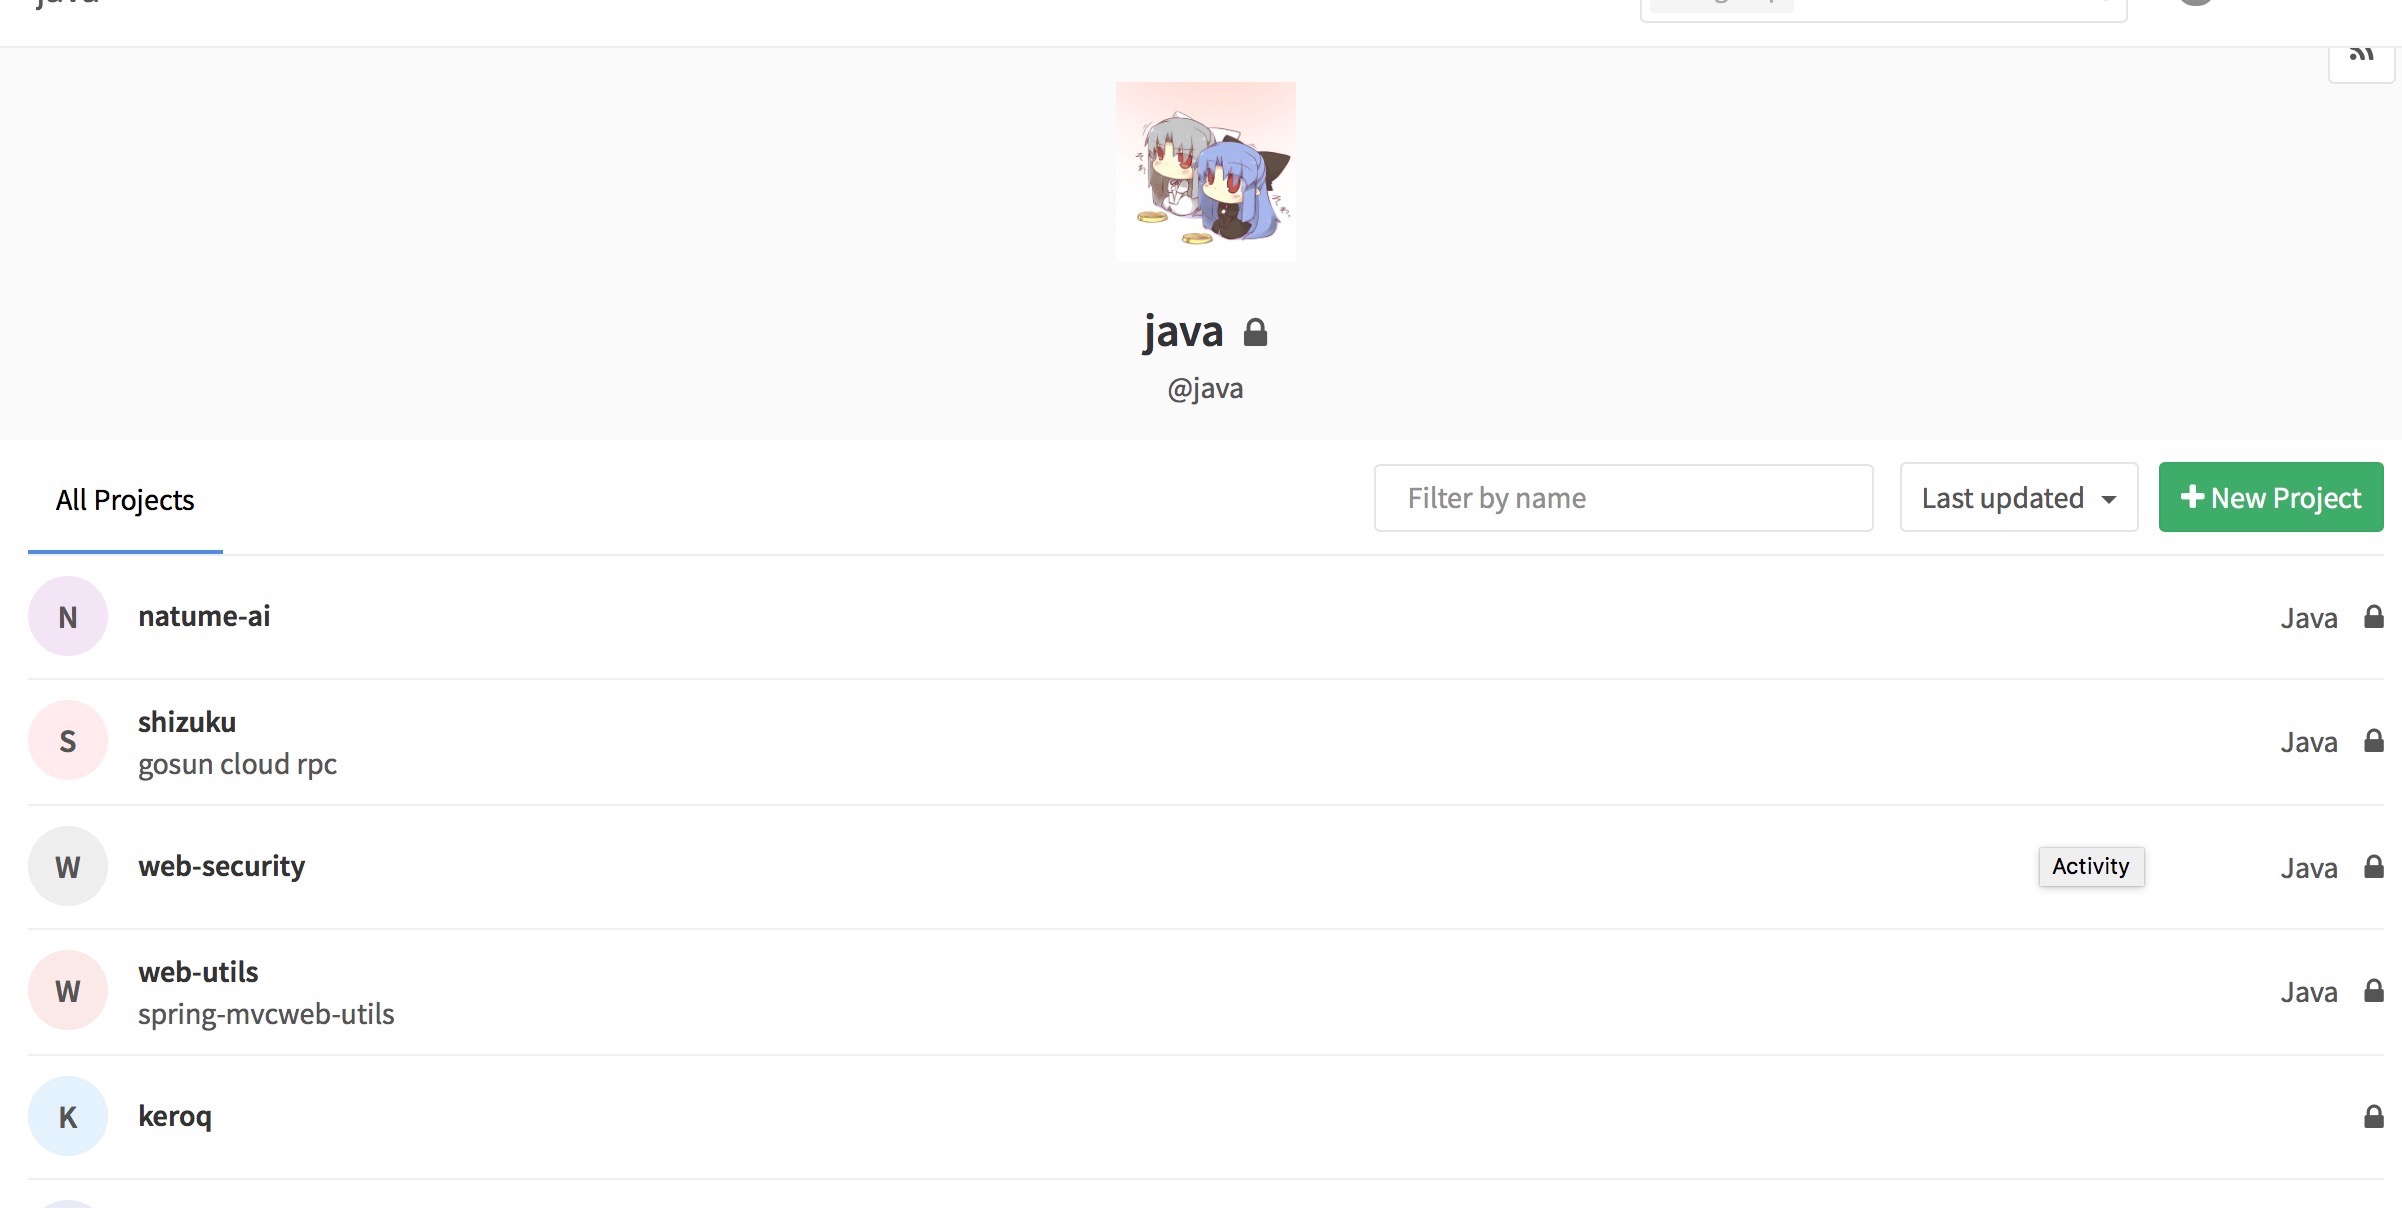 java
java
@java
All Projects
Filter by name
Last updated
New Project
N
natume-ai
Java
S
shizuku
gosun cloud rpc
Java
W
web-security
Activity
Java
W
web-utils
spring-mvcweb-utils
Java
K
keroq